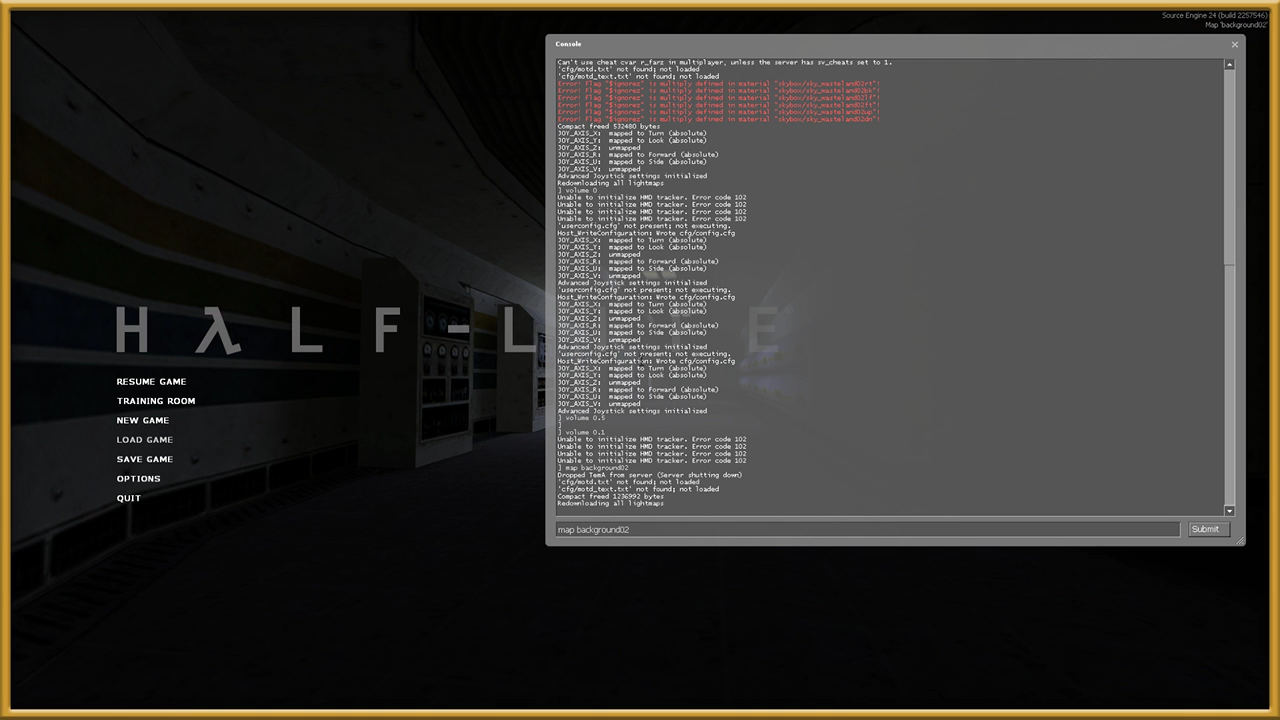 Source Engine 24 (build 2257546)
Map 'background02'
Console
Can't use cheat cvar r_farz in multiplayer, unless the server has sv_cheats set to 1.
'cfg/motd.txt' not found; not loaded
'cfg/motd_text.txt' not found; not loaded
Error! Flag "$ignorez" is multiply defined in material "skybox/sky_wasteland02rt"!
Error! Flag "$ignorez" is multiply defined in material "skybox/sky_wasteland02bk"!
Error! Flag "$ignorez" is multiply defined in material "skybox/sky_wasteland02lf"!
Error! Flag "$ignorez" is multiply defined in material "skybox/sky_wasteland02ft"!
Error! Flag "$ignorez" is multiply defined in material "skybox/sky_wasteland02up"!
Error! Flag "$ignorez" is multiply defined in material "skybox/sky_wasteland02dn"!
Compact freed 532480 bytes
JOY_AXIS_X: mapped to Turn (absolute)
JOY_AXIS_Y: mapped to Look (absolute)
JOY_AXIS_Z: unmapped
JOY_AXIS_R: mapped to Forward (absolute)
JOY_AXIS_U: mapped to Side (absolute)
JOY_AXIS_V: unmapped
Advanced Joystick settings initialized
Redownloading all lightmaps
] volume 0
Unable to initialize HMD tracker. Error code 102
Unable to initialize HMD tracker. Error code 102
Unable to initialize HMD tracker. Error code 102
'userconfig.cfg' not present; not executing.
Host_WriteConfiguration: Wrote cfg/config.cfg
JOY_AXIS_X: mapped to Turn (absolute)
JOY_AXIS_Y: mapped to Look (absolute)
JOY_AXIS_Z: unmapped
JOY_AXIS_R: mapped to Forward (absolute)
JOY_AXIS_U: mapped to Side (absolute)
JOY_AXIS_V: unmapped
Advanced Joystick settings initialized
'userconfig.cfg' not present; not executing.
Host_WriteConfiguration: Wrote cfg/config.cfg
JOY_AXIS_X: mapped to Turn (absolute)
JOY_AXIS_Y: mapped to Look (absolute)
JOY_AXIS_Z: unmapped
JOY_AXIS_R: mapped to Forward (absolute)
JOY_AXIS_U: mapped to Side (absolute)
JOY_AXIS_V: unmapped
Advanced Joystick settings initialized
'userconfig.cfg' not present; not executing.
Host_WriteConfiguration: Wrote cfg/config.cfg
JOY_AXIS_X: mapped to Turn (absolute)
JOY_AXIS_Y: mapped to Look (absolute)
JOY_AXIS_Z: unmapped
JOY_AXIS_R: mapped to Forward (absolute)
JOY_AXIS_U: mapped to Side (absolute)
JOY_AXIS_V: unmapped
Advanced Joystick settings initialized
] volume 0.5
]
] volume 0.1
Unable to initialize HMD tracker. Error code 102
Unable to initialize HMD tracker. Error code 102
Unable to initialize HMD tracker. Error code 102
Unable to initialize HMD tracker. Error code 102
] map background02
Dropped TemA from server (Server shutting down)
'cfg/motd.txt' not found; not loaded
'cfg/motd_text.txt' not found; not loaded
Compact freed 1236992 bytes
Redownloading all lightmaps
map background02
Submit
HλLF-L E
RESUME GAME
TRAINING ROOM
NEW GAME
LOAD GAME
SAVE GAME
OPTIONS
QUIT